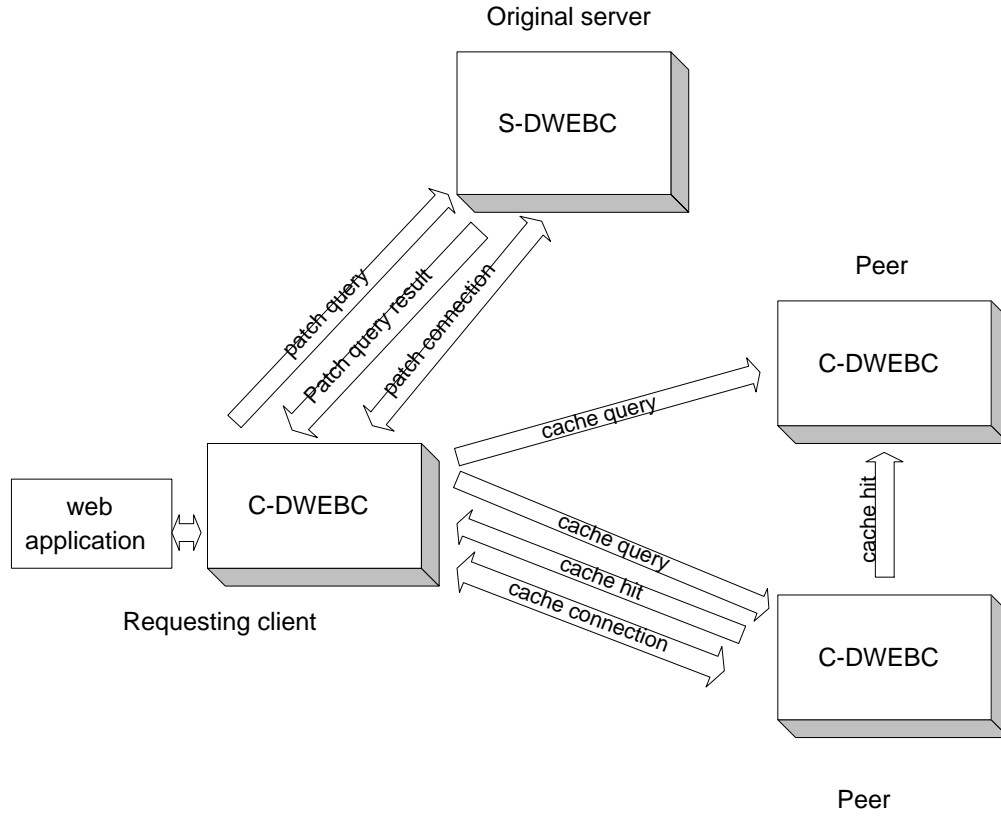 Original server
S-DWEBC
patch query
Patch query result
patch connection
Peer
C-DWEBC
cache query
cache hit
web
application
C-DWEBC
Requesting client
cache query
cache hit
cache connection
C-DWEBC
Peer